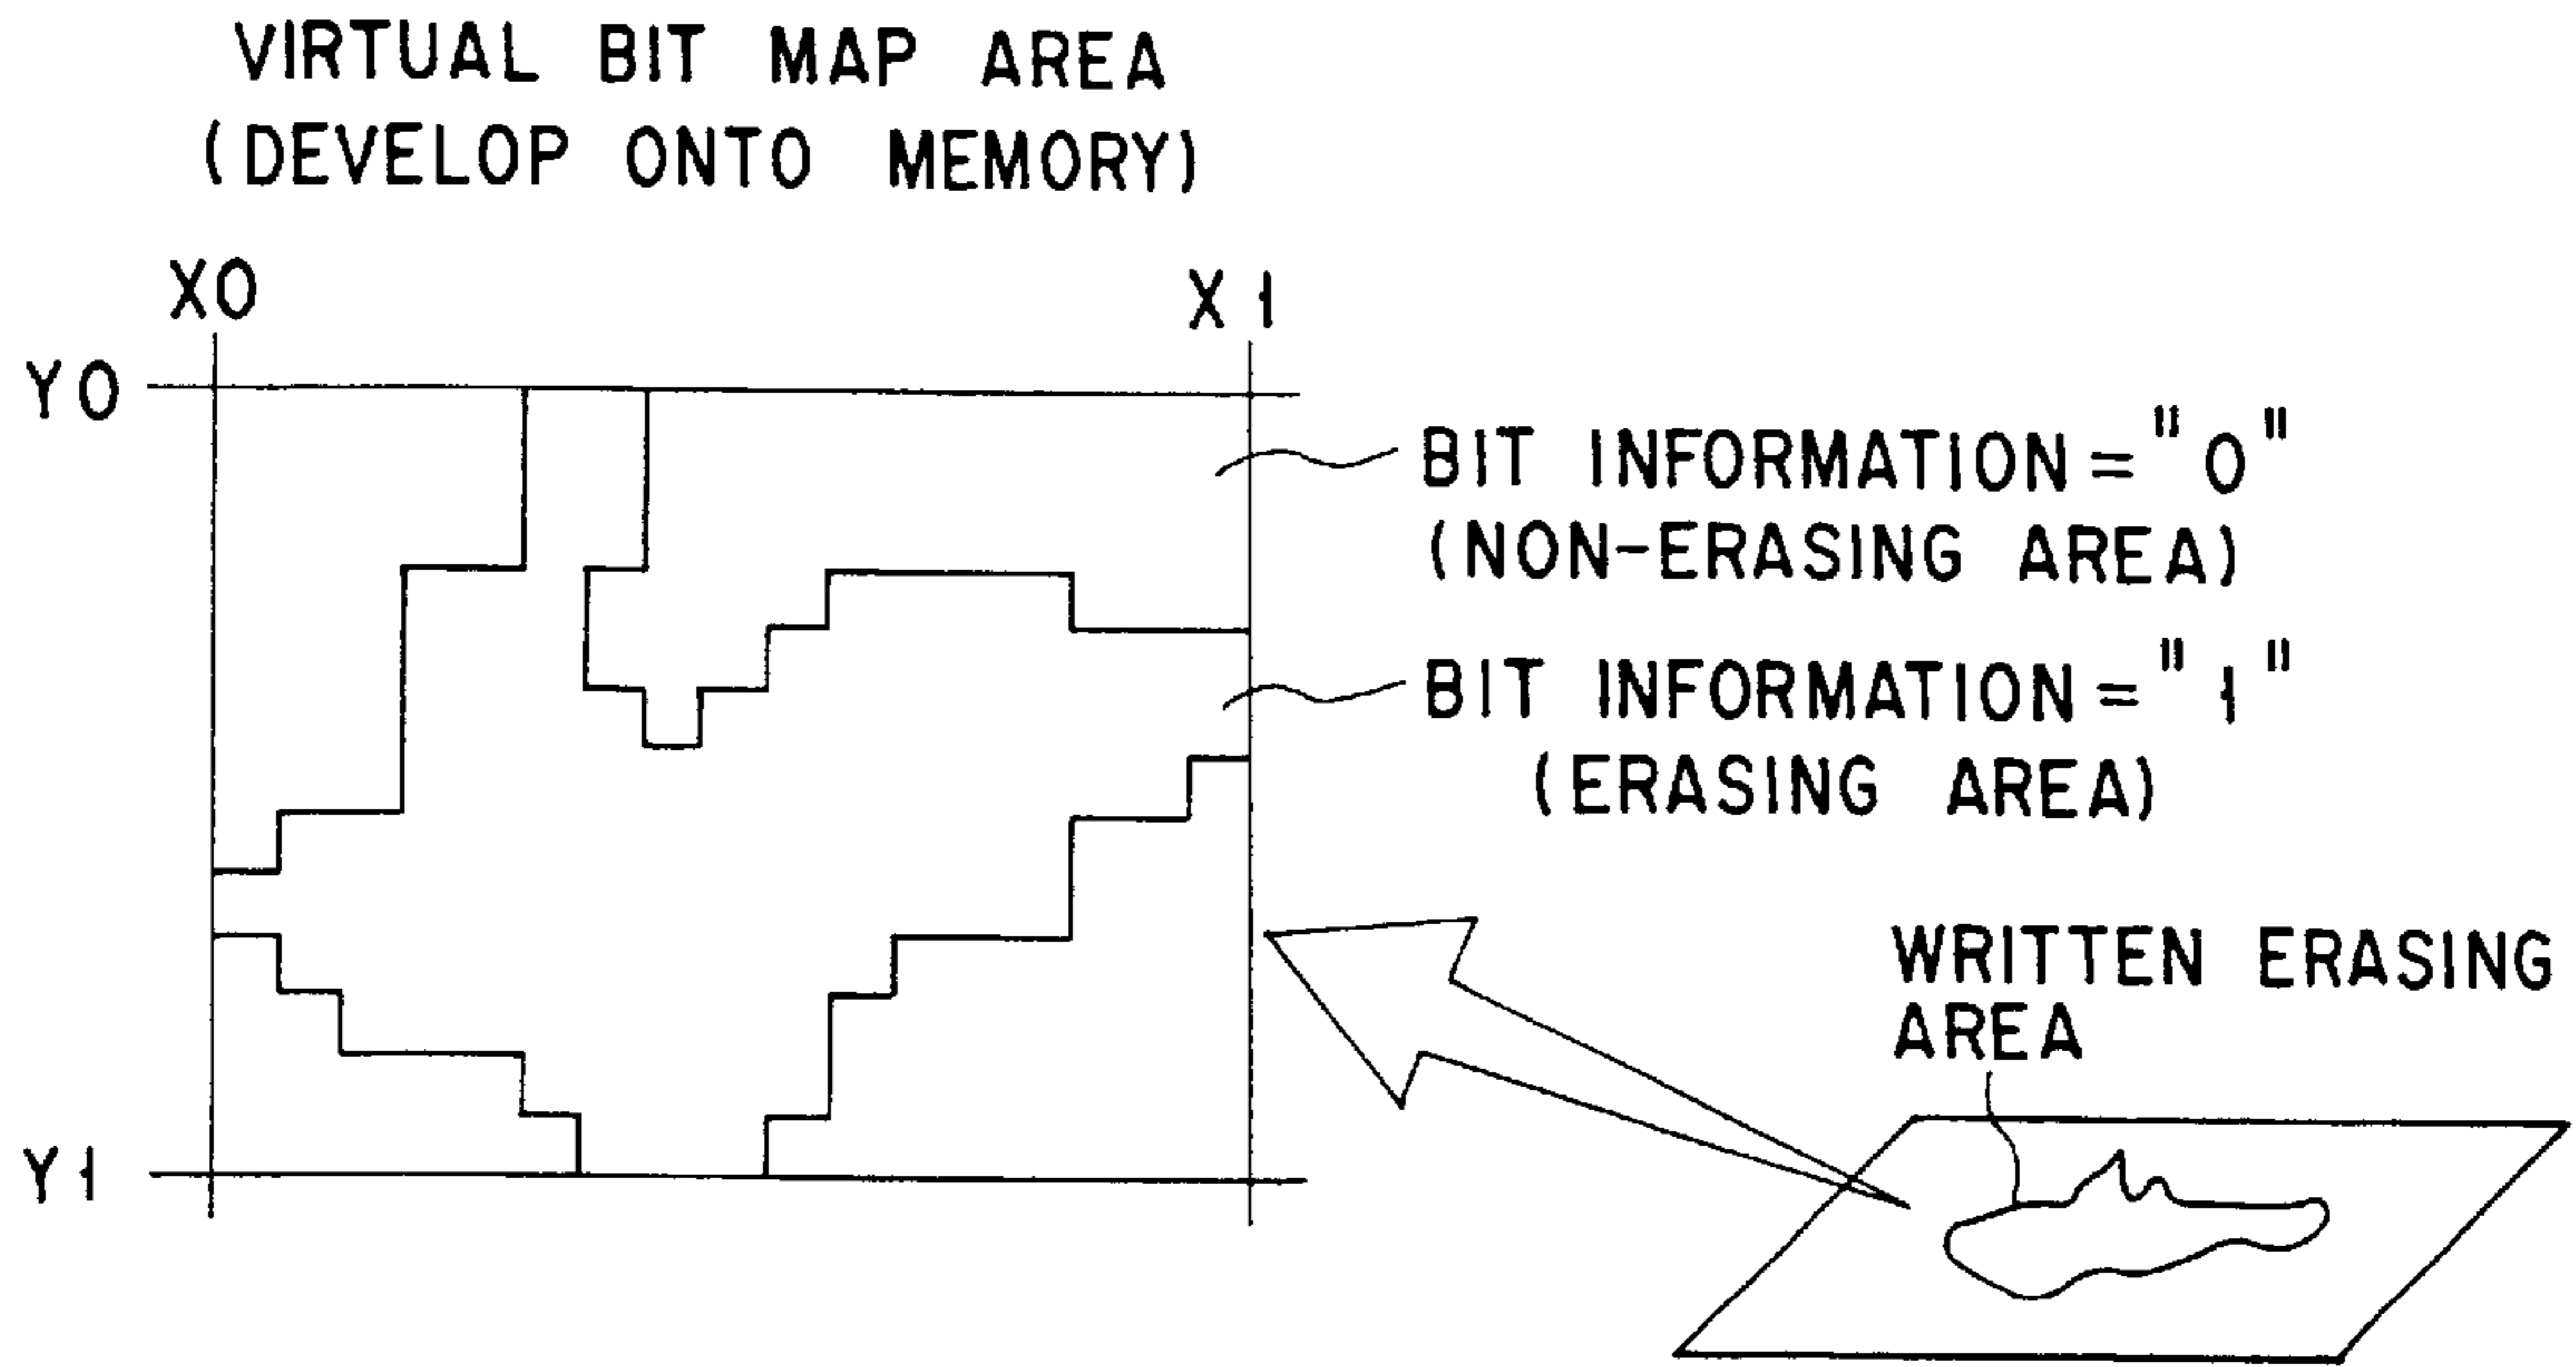 VIRTUAL BIT MAP AREA
(DEVELOP ONTO MEMORY)
X0
X1
Y0
BIT INFORMATION="0"
(NON-ERASING AREA)
BIT INFORMATION="1"
(ERASING AREA)
WRITTEN ERASING
AREA
Y1